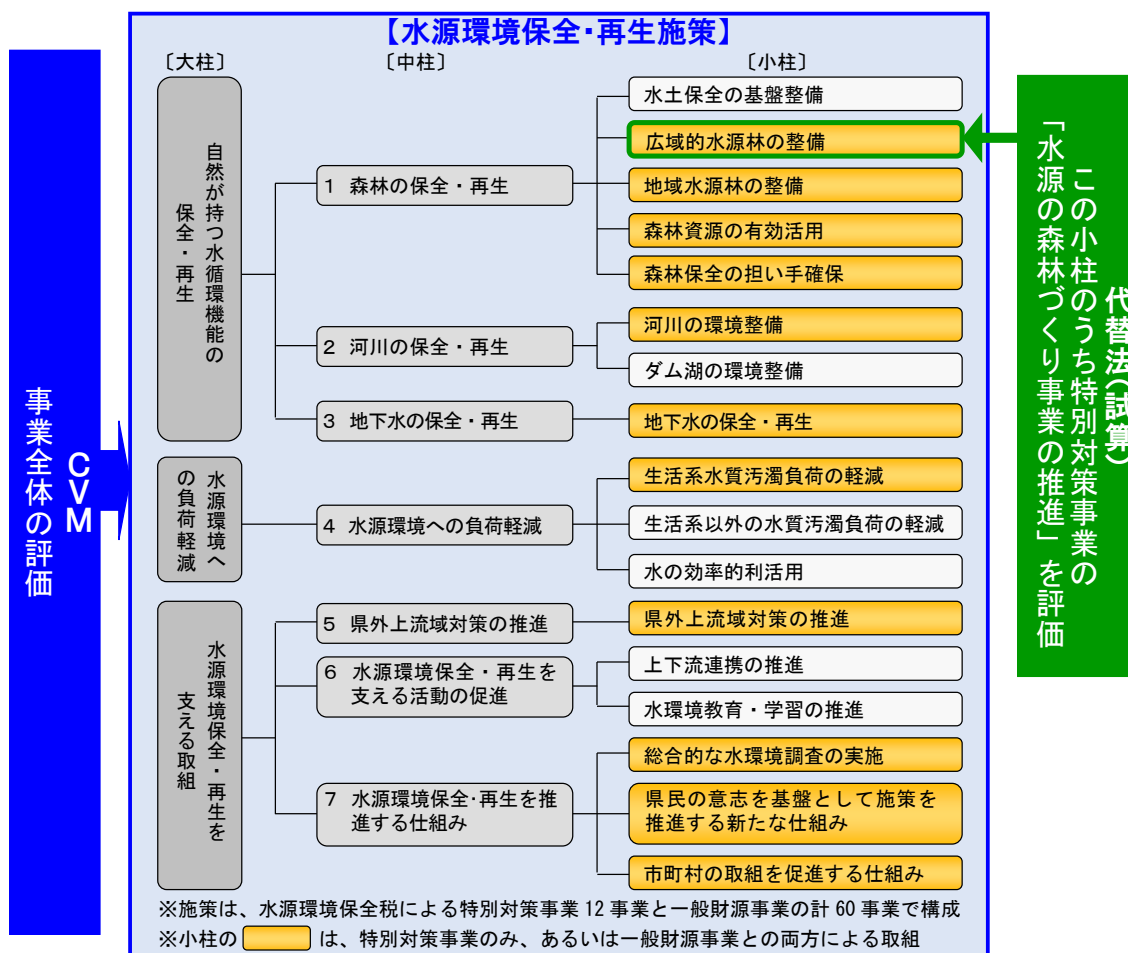 【水源環境保全・再生施策】
〔大柱〕
〔中柱〕
〔小柱〕
事業全体の評価
CVM
自然が持つ水循環機能の
保全・再生
1 森林の保全・再生
水土保全の基盤整備
広域的水源林の整備
地域水源林の整備
森林資源の有効活用
森林保全の担い手確保
2 河川の保全・再生
河川の環境整備
ダム湖の環境整備
3 地下水の保全・再生
地下水の保全・再生
水源環境へ
の負荷軽減
4 水源環境への負荷軽減
生活系水質汚濁負荷の軽減
生活系以外の水質汚濁負荷の軽減
水の効率的利活用
水源環境保全・再生を
支える取組
5 県外上流域対策の推進
県外上流域対策の推進
6 水源環境保全・再生を
支える活動の促進
上下流連携の推進
水環境教育・学習の推進
7 水源環境保全・再生を推
進する仕組み
総合的な水環境調査の実施
県民の意志を基盤として施策を
推進する新たな仕組み
市町村の取組を促進する仕組み
代替法(試算)
この小柱のうち特別対策事業の
「水源の森林づくり事業の推進」を評価
※施策は、水源環境保全税による特別対策事業 12 事業と一般財源事業の計 60 事業で構成
※小柱の は、特別対策事業のみ、あるいは一般財源事業との両方による取組